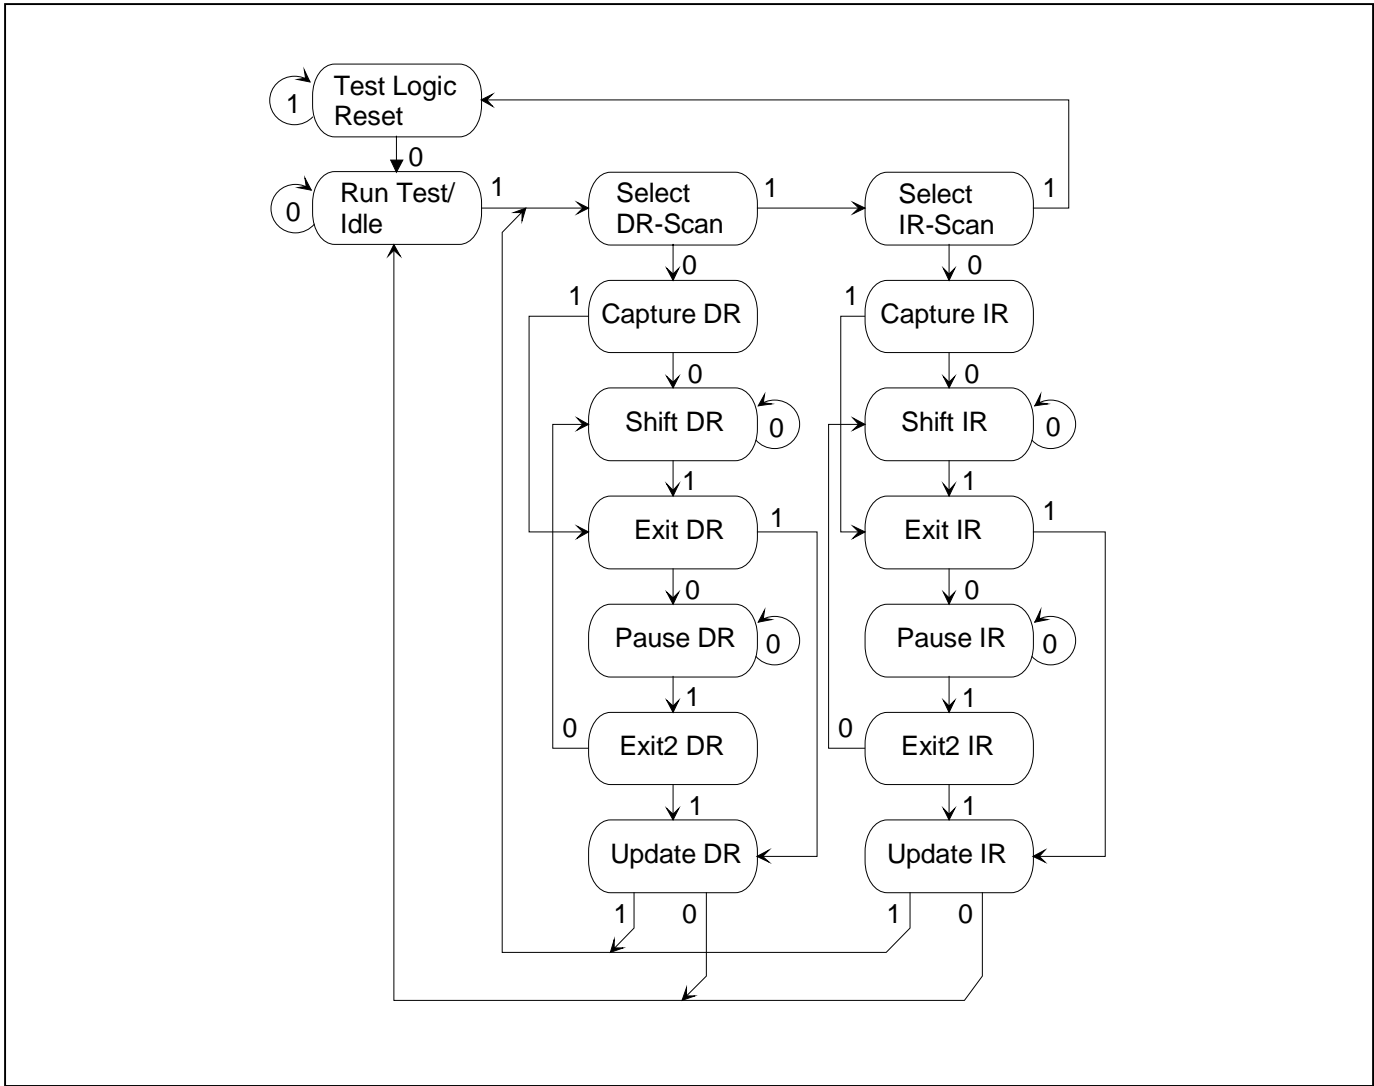 Test Logic
Reset
1
0
Run Test/
Idle
0
1
Select
DR-Scan
1
Select
IR-Scan
1
0
0
1
Capture DR
1
Capture IR
0
0
Shift DR
0
Shift IR
0
1
1
Exit DR
1
Exit IR
1
0
0
Pause DR
0
Pause IR
0
1
1
0
Exit2 DR
0
Exit2 IR
1
1
Update DR
Update IR
1
0
1
0